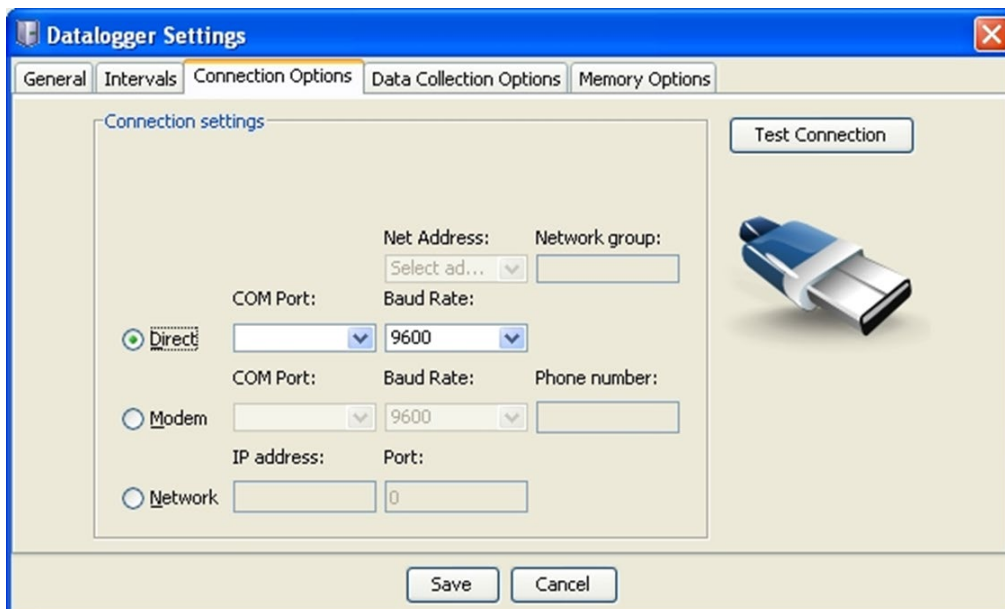 Datalogger Settings
General Intervals Connection Options Data Collection Options Memory Options
Connection settings
Test Connection
Net Address: Network group:
Select ad...
COM Port: Baud Rate:
Direct 9600
COM Port: Baud Rate: Phone number:
Modem 9600
IP address: Port:
Network 0
Save Cancel